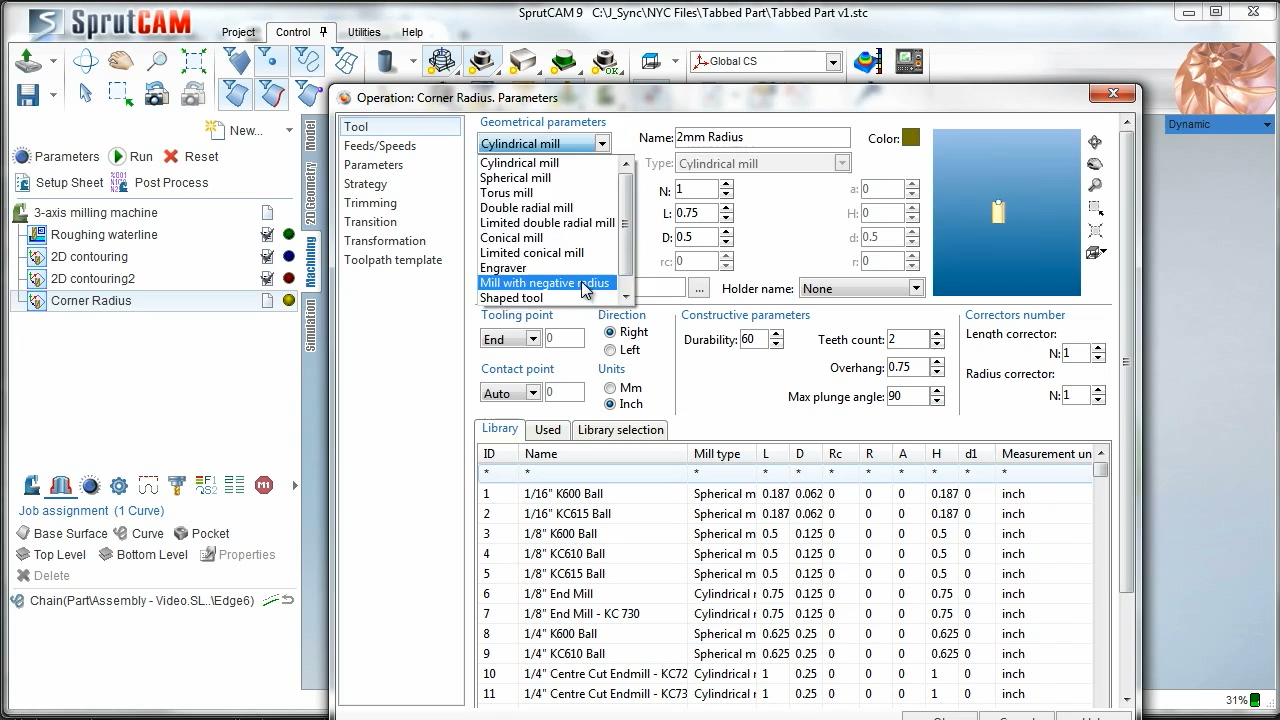 SprutCAM 9 C:\J_Sync\NYC Files\Tabbed Part\Tabbed Part v1.stc
SprutCAM
Project Control Utilities Help
Global CS
Dynamic
New...
Parameters Run Reset
Setup Sheet Post Process
3-axis milling machine
Roughing waterline
2D contouring
2D contouring2
Corner Radius
Model
2D Geometry
Machining
Simulation
Job assignment (1 Curve)
Base Surface Curve Pocket
Top Level Bottom Level Properties
Delete
Chain(Part\Assembly - Video.SL..\Edge6)
Operation: Corner Radius. Parameters
Tool
Feeds/Speeds
Parameters
Strategy
Trimming
Transition
Transformation
Toolpath template
Geometrical parameters
Cylindrical mill
Cylindrical mill
Spherical mill
Torus mill
Double radial mill
Limited double radial mill
Conical mill
Limited conical mill
Engraver
Mill with negative radius
Shaped tool
Name: 2mm Radius Color:
Type: Cylindrical mill
N: 1 a: 0
L: 0.75 H: 0
D: 0.5 d: 0.5
rc: 0 r: 0
... Holder name: None
Tooling point Direction Constructive parameters Correctors number
End 0 Right Durability: 60 Teeth count: 2 Length corrector:
Left N: 1
Contact point Units Overhang: 0.75 Radius corrector:
Auto 0 Mm Max plunge angle: 90 N: 1
Inch
Library Used Library selection
ID Name Mill type L D Rc R A H d1 Measurement un
* * * * * * * * * * *
1 1/16" K600 Ball Spherical m 0.187 0.062 0 0 0 0.187 0 inch
2 1/16" KC615 Ball Spherical m 0.187 0.062 0 0 0 0.187 0 inch
3 1/8" K600 Ball Spherical m 0.5 0.125 0 0 0 0.5 0 inch
4 1/8" KC610 Ball Spherical m 0.5 0.125 0 0 0 0.5 0 inch
5 1/8" KC615 Ball Spherical m 0.5 0.125 0 0 0 0.5 0 inch
6 1/8" End Mill Cylindrical r 0.75 0.125 0 0 0 0.75 0 inch
7 1/8" End Mill - KC 730 Cylindrical r 0.75 0.125 0 0 0 0.75 0 inch
8 1/4" K600 Ball Spherical m 0.625 0.25 0 0 0 0.625 0 inch
9 1/4" KC610 Ball Spherical m 0.625 0.25 0 0 0 0.625 0 inch
10 1/4" Centre Cut Endmill - KC72 Cylindrical r 1 0.25 0 0 0 1 0 inch
11 1/4" Centre Cut Endmill - KC73 Cylindrical r 1 0.25 0 0 0 1 0 inch
31%